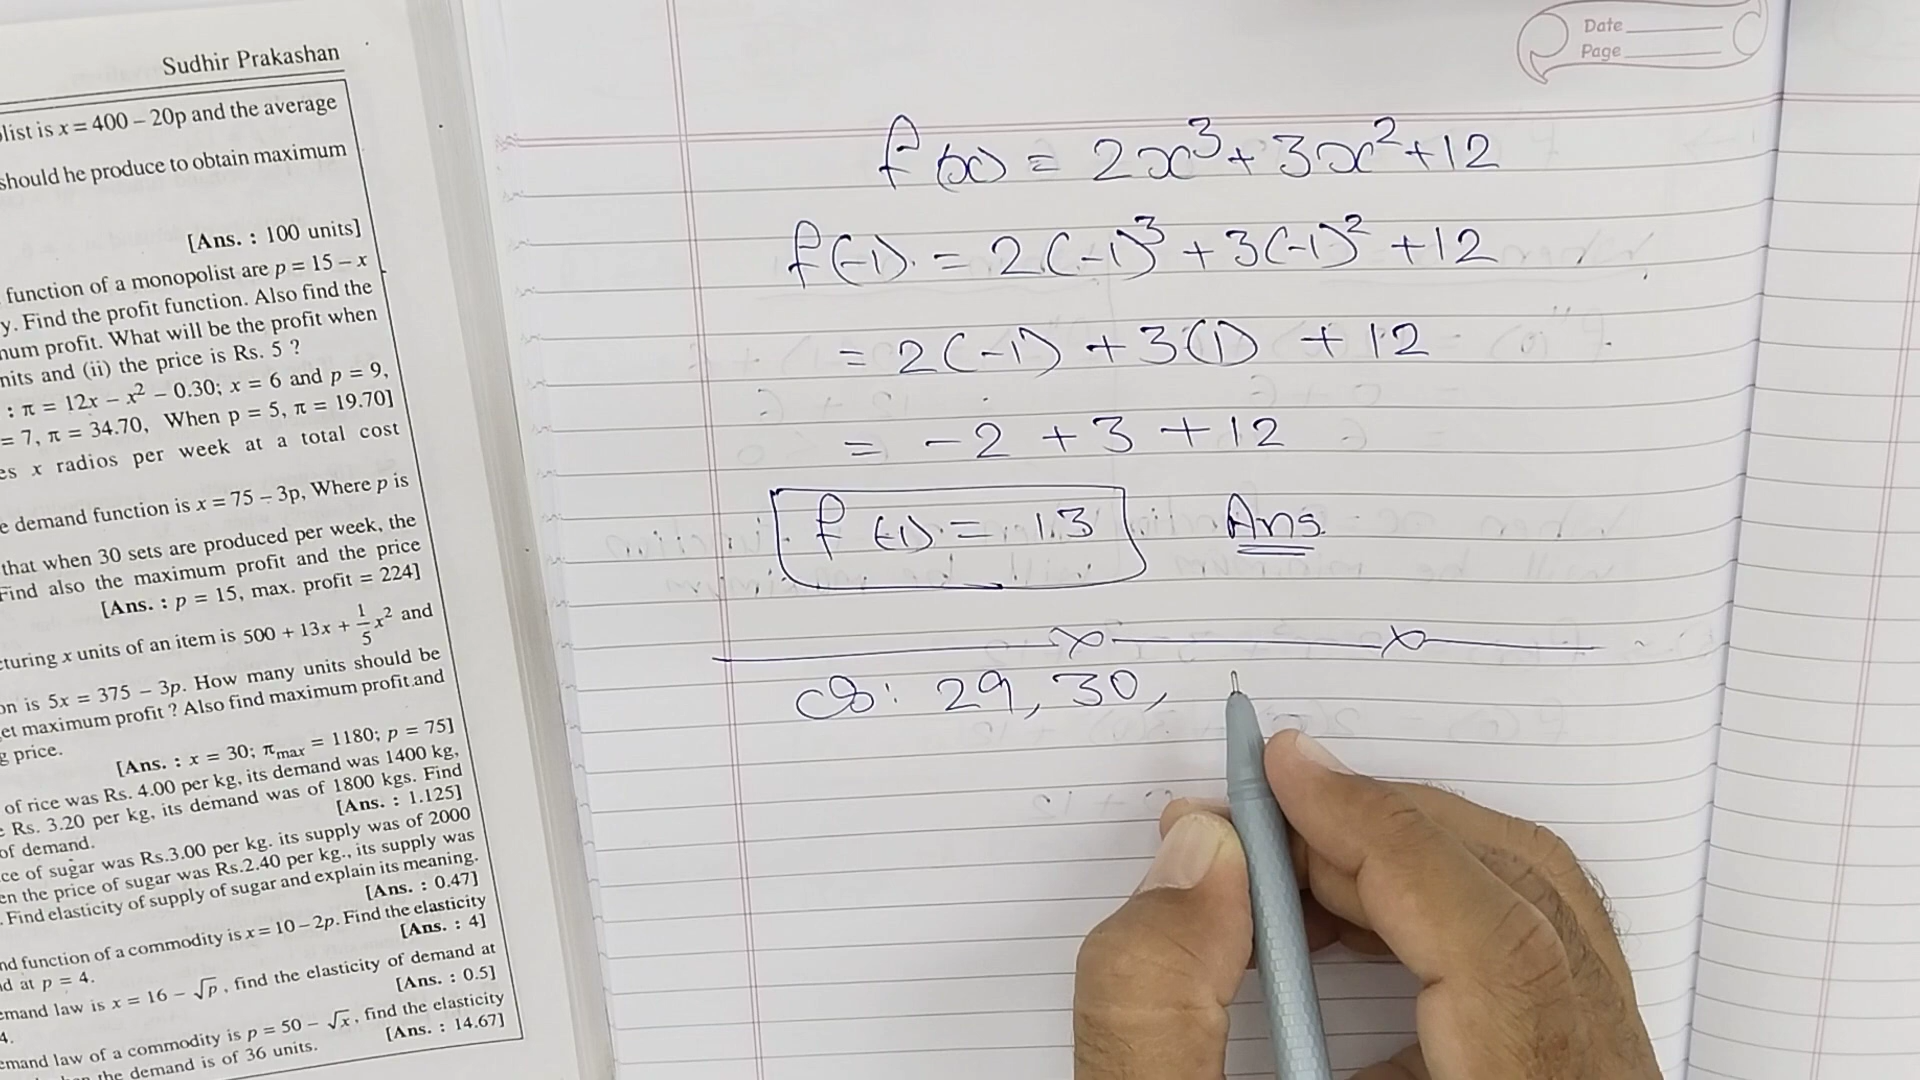 Sudhir Prakashan
list is x = 400 – 20p and the average
should he produce to obtain maximum
[Ans. : 100 units]
function of a monopolist are p = 15 – x
y. Find the profit function. Also find the
num profit. What will be the profit when
nits and (ii) the price is Rs. 5 ?
: π = 12x – x² – 0.30; x = 6 and p = 9,
= 7, π = 34.70, When p = 5, π = 19.70]
es x radios per week at a total cost
e demand function is x = 75 – 3p, Where p is
that when 30 sets are produced per week, the
Find also the maximum profit and the price
[Ans. : p = 15, max. profit = 224]
cturing x units of an item is 500 + 13x + 1/5 x² and
on is 5x = 375 – 3p. How many units should be
et maximum profit ? Also find maximum profit and
g price.
[Ans. : x = 30; πmax = 1180; p = 75]
of rice was Rs. 4.00 per kg, its demand was 1400 kg,
e Rs. 3.20 per kg, its demand was of 1800 kgs. Find
of demand.
[Ans. : 1.125]
ce of sugar was Rs.3.00 per kg. its supply was of 2000
en the price of sugar was Rs.2.40 per kg., its supply was
. Find elasticity of supply of sugar and explain its meaning.
[Ans. : 0.47]
nd function of a commodity is x = 10 – 2p. Find the elasticity
d at p = 4.
[Ans. : 4]
emand law is x = 16 – √p, find the elasticity of demand at
4.
[Ans. : 0.5]
emand law of a commodity is p = 50 – √x, find the elasticity
the demand is of 36 units.
[Ans. : 14.67]
Date
Page
f(x) = 2x³ + 3x² + 12
f(-1) = 2(-1)³ + 3(-1)² + 12
= 2(-1) + 3(1) + 12
= -2 + 3 + 12
f(-1) = 13 Ans.
29, 30,